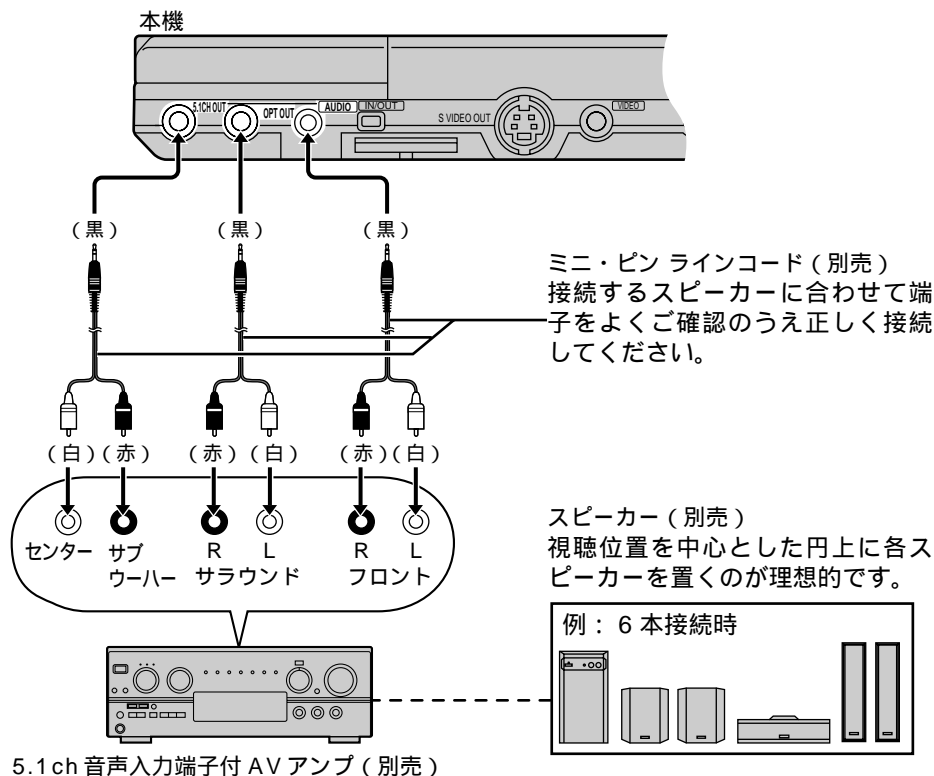 本機
5.1CH OUT
OPT OUT
AUDIO
IN/OUT
S VIDEO OUT
VIDEO
(黒) (黒) (黒)
ミニ・ピン ラインコード(別売)
接続するスピーカーに合わせて端
子をよくご確認のうえ正しく接続
してください。
(白)(赤) (赤)(白) (赤)(白)
センター サブ ウーハー
R L サラウンド
R L フロント
スピーカー(別売)
視聴位置を中心とした円上に各ス
ピーカーを置くのが理想的です。
例: 6本接続時
5.1ch 音声入力端子付 AV アンプ(別売)